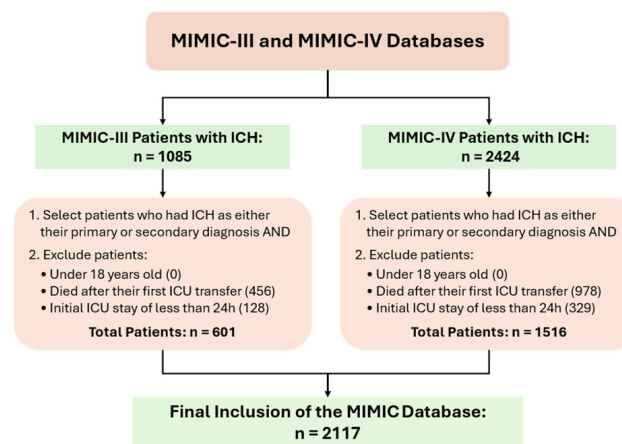 MIMIC-III and MIMIC-IV Databases
MIMIC-III Patients with ICH:
n = 1085
MIMIC-IV Patients with ICH:
n = 2424
1. Select patients who had ICH as either
their primary or secondary diagnosis AND
2. Exclude patients:
• Under 18 years old (0)
• Died after their first ICU transfer (456)
• Initial ICU stay of less than 24h (128)
Total Patients: n = 601
1. Select patients who had ICH as either
their primary or secondary diagnosis AND
2. Exclude patients:
• Under 18 years old (0)
• Died after their first ICU transfer (978)
• Initial ICU stay of less than 24h (329)
Total Patients: n = 1516
Final Inclusion of the MIMIC Database:
n = 2117